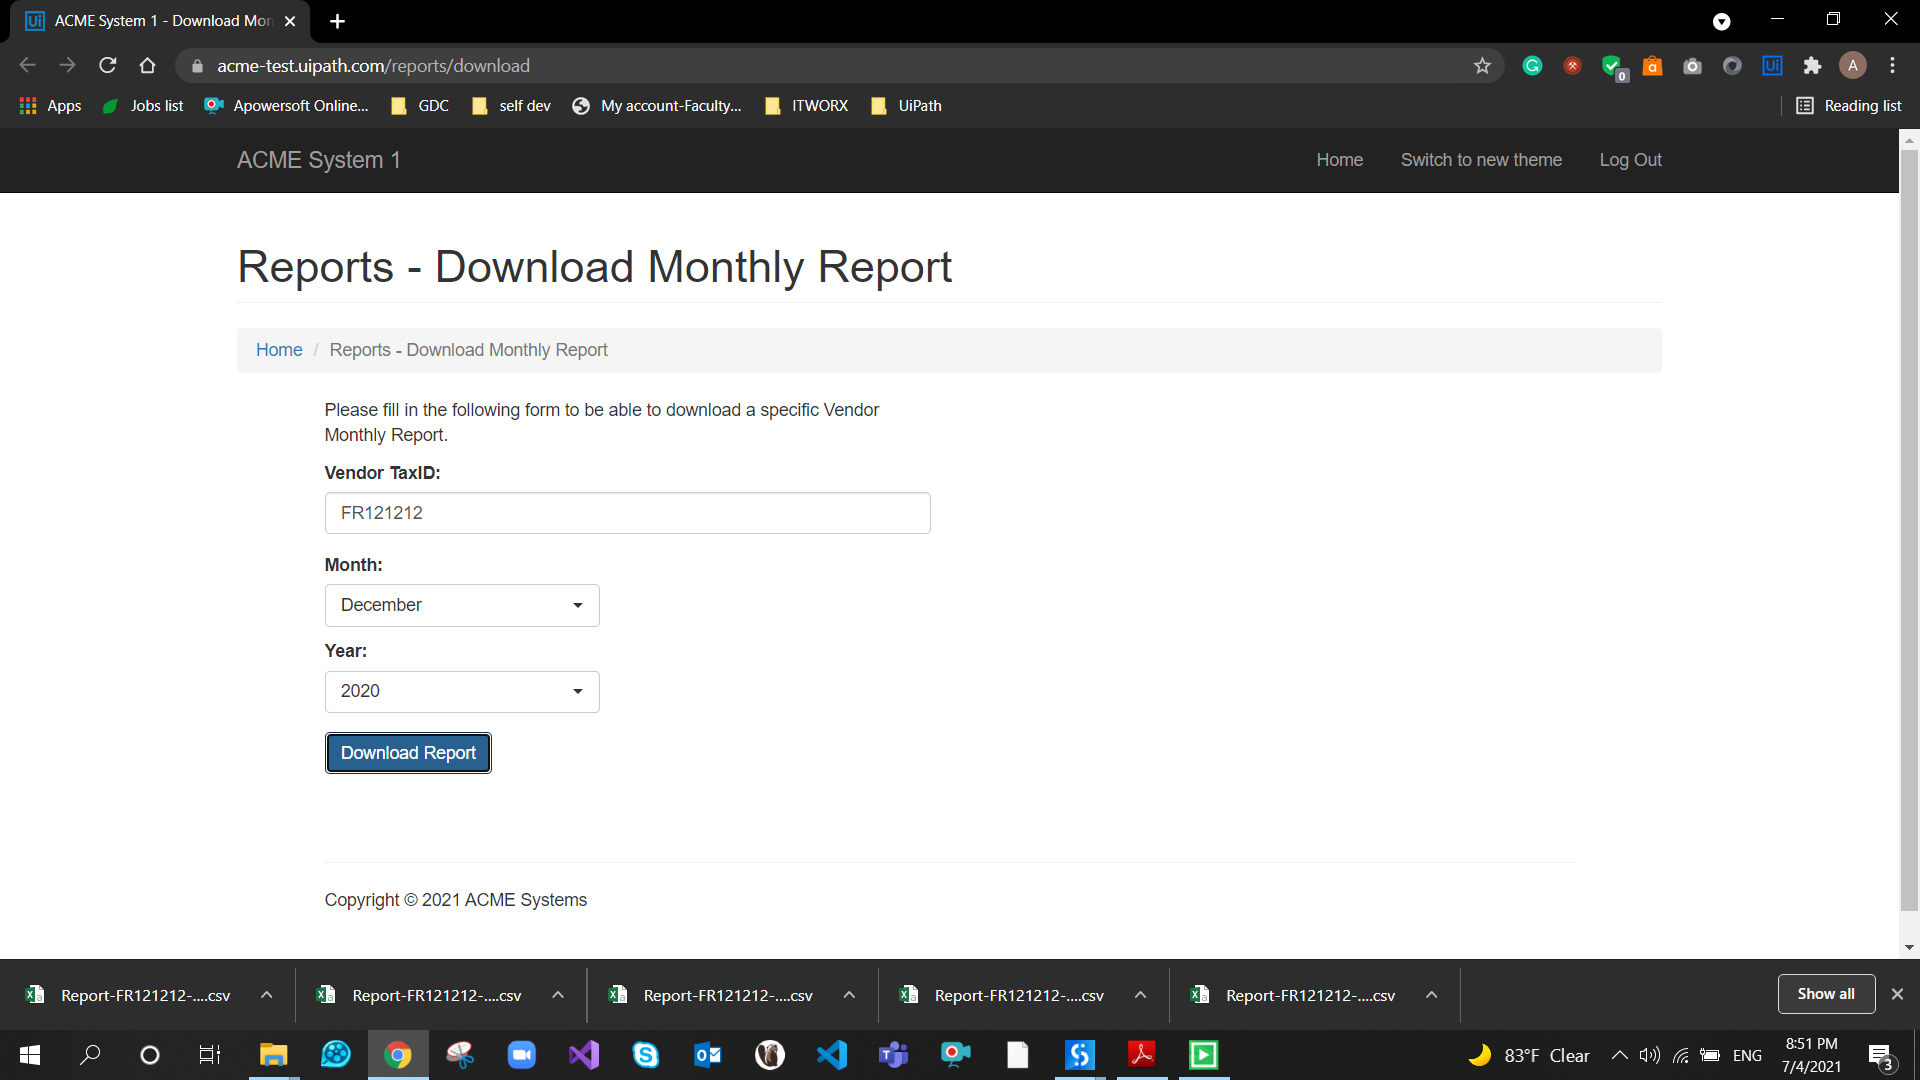 ACME System 1 - Download Mon
acme-test.uipath.com/reports/download
Apps
Jobs list
Apowersoft Online...
GDC
self dev
My account-Faculty...
ITWORX
UiPath
Reading list
ACME System 1
Home
Switch to new theme
Log Out
Reports - Download Monthly Report
Home / Reports - Download Monthly Report
Please fill in the following form to be able to download a specific Vendor
Monthly Report.
Vendor TaxID:
FR121212
Month:
December
Year:
2020
Download Report
Copyright © 2021 ACME Systems
Report-FR121212-....csv
Report-FR121212-....csv
Report-FR121212-....csv
Report-FR121212-....csv
Report-FR121212-....csv
Show all
83°F Clear
ENG
8:51 PM
7/4/2021
3